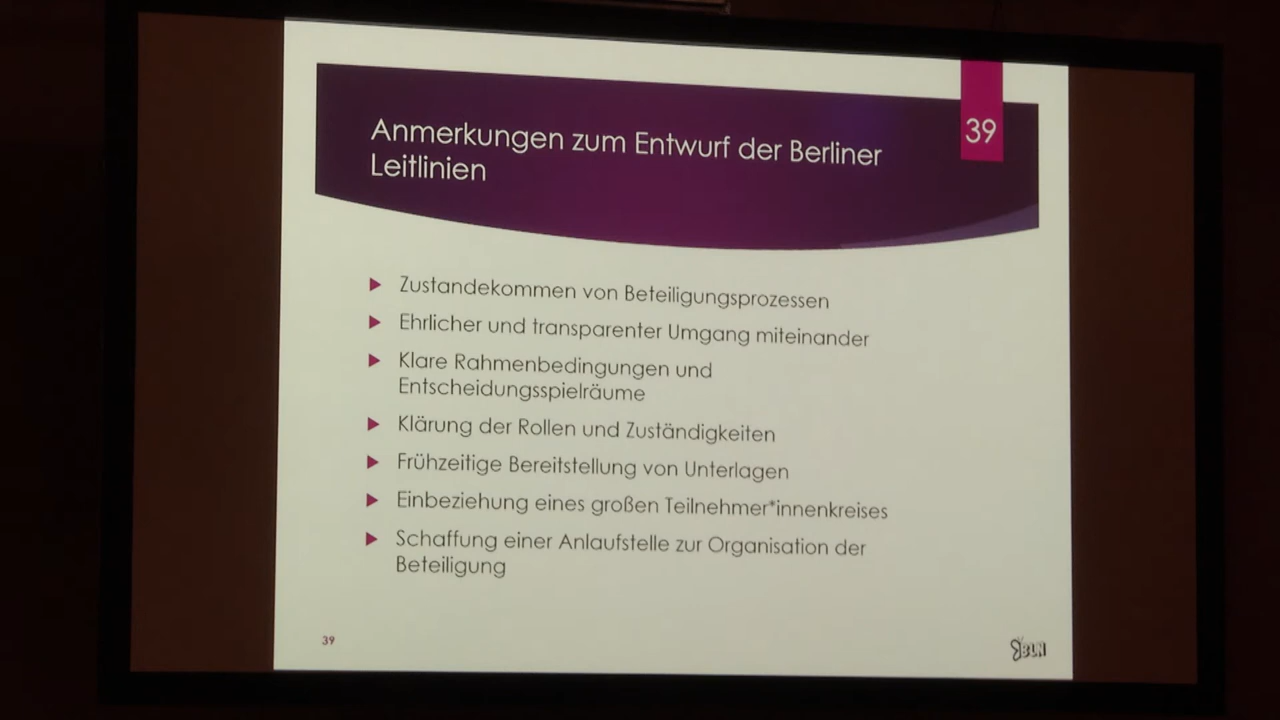 39
Anmerkungen zum Entwurf der Berliner
Leitlinien
Zustandekommen von Beteiligungsprozessen
Ehrlicher und transparenter Umgang miteinander
Klare Rahmenbedingungen und
Entscheidungsspielräume
Klärung der Rollen und Zuständigkeiten
Frühzeitige Bereitstellung von Unterlagen
Einbeziehung eines großen Teilnehmer*innenkreises
Schaffung einer Anlaufstelle zur Organisation der
Beteiligung
39
BLN